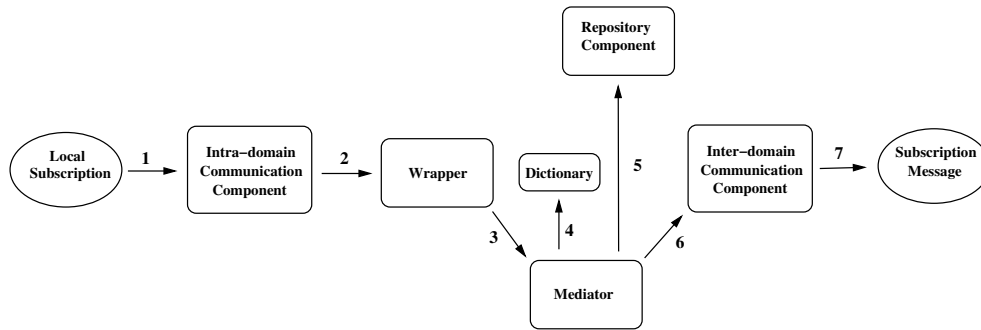 Local
Subscription
1
Intra-domain
Communication
Component
2
Wrapper
3
Dictionary
4
Repository
Component
5
Mediator
6
Inter-domain
Communication
Component
7
Subscription
Message